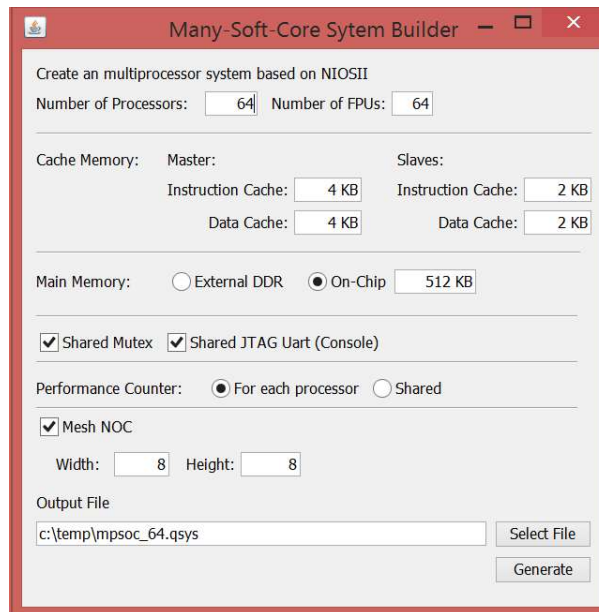 Many-Soft-Core Sytem Builder
Create an multiprocessor system based on NIOSII
Number of Processors: 64 Number of FPUs: 64
Cache Memory: Master: Slaves:
Instruction Cache: 4 KB Instruction Cache: 2 KB
Data Cache: 4 KB Data Cache: 2 KB
Main Memory: External DDR On-Chip 512 KB
Shared Mutex Shared JTAG Uart (Console)
Performance Counter: For each processor Shared
Mesh NOC
Width: 8 Height: 8
Output File
c:\temp\mpsoc_64.qsys Select File
Generate